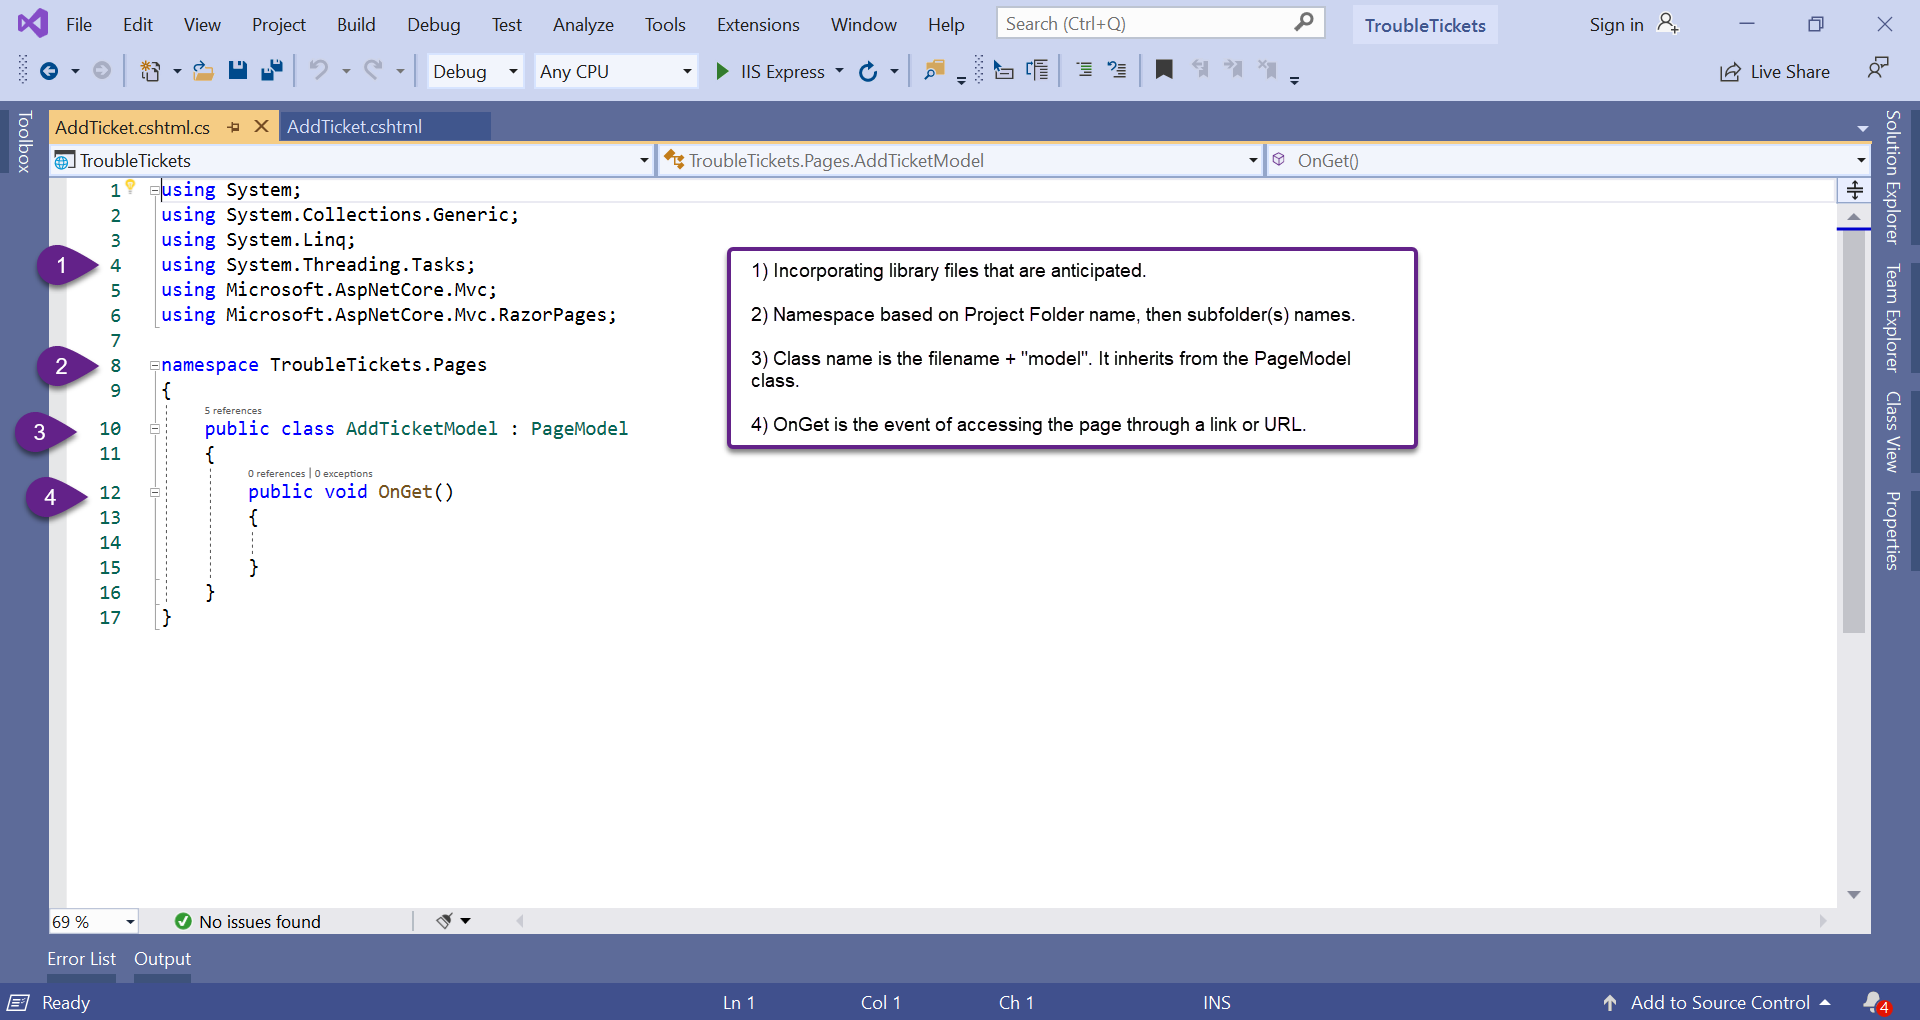 File Edit View Project Build Debug Test Analyze Tools Extensions Window Help Search (Ctrl+Q) TroubleTickets Sign in
Debug Any CPU IIS Express Live Share
Toolbox
AddTicket.cshtml.cs AddTicket.cshtml
TroubleTickets TroubleTickets.Pages.AddTicketModel OnGet()
1 using System;
2 using System.Collections.Generic;
3 using System.Linq;
1 4 using System.Threading.Tasks;
5 using Microsoft.AspNetCore.Mvc;
6 using Microsoft.AspNetCore.Mvc.RazorPages;
7
2 8 namespace TroubleTickets.Pages
9 {
5 references
3 10 public class AddTicketModel : PageModel
11 {
0 references | 0 exceptions
4 12 public void OnGet()
13 {
14
15 }
16 }
17 }
1) Incorporating library files that are anticipated.
2) Namespace based on Project Folder name, then subfolder(s) names.
3) Class name is the filename + "model". It inherits from the PageModel
class.
4) OnGet is the event of accessing the page through a link or URL.
Solution Explorer
Team Explorer
Class View
Properties
69 % No issues found
Error List Output
Ready Ln 1 Col 1 Ch 1 INS Add to Source Control 4